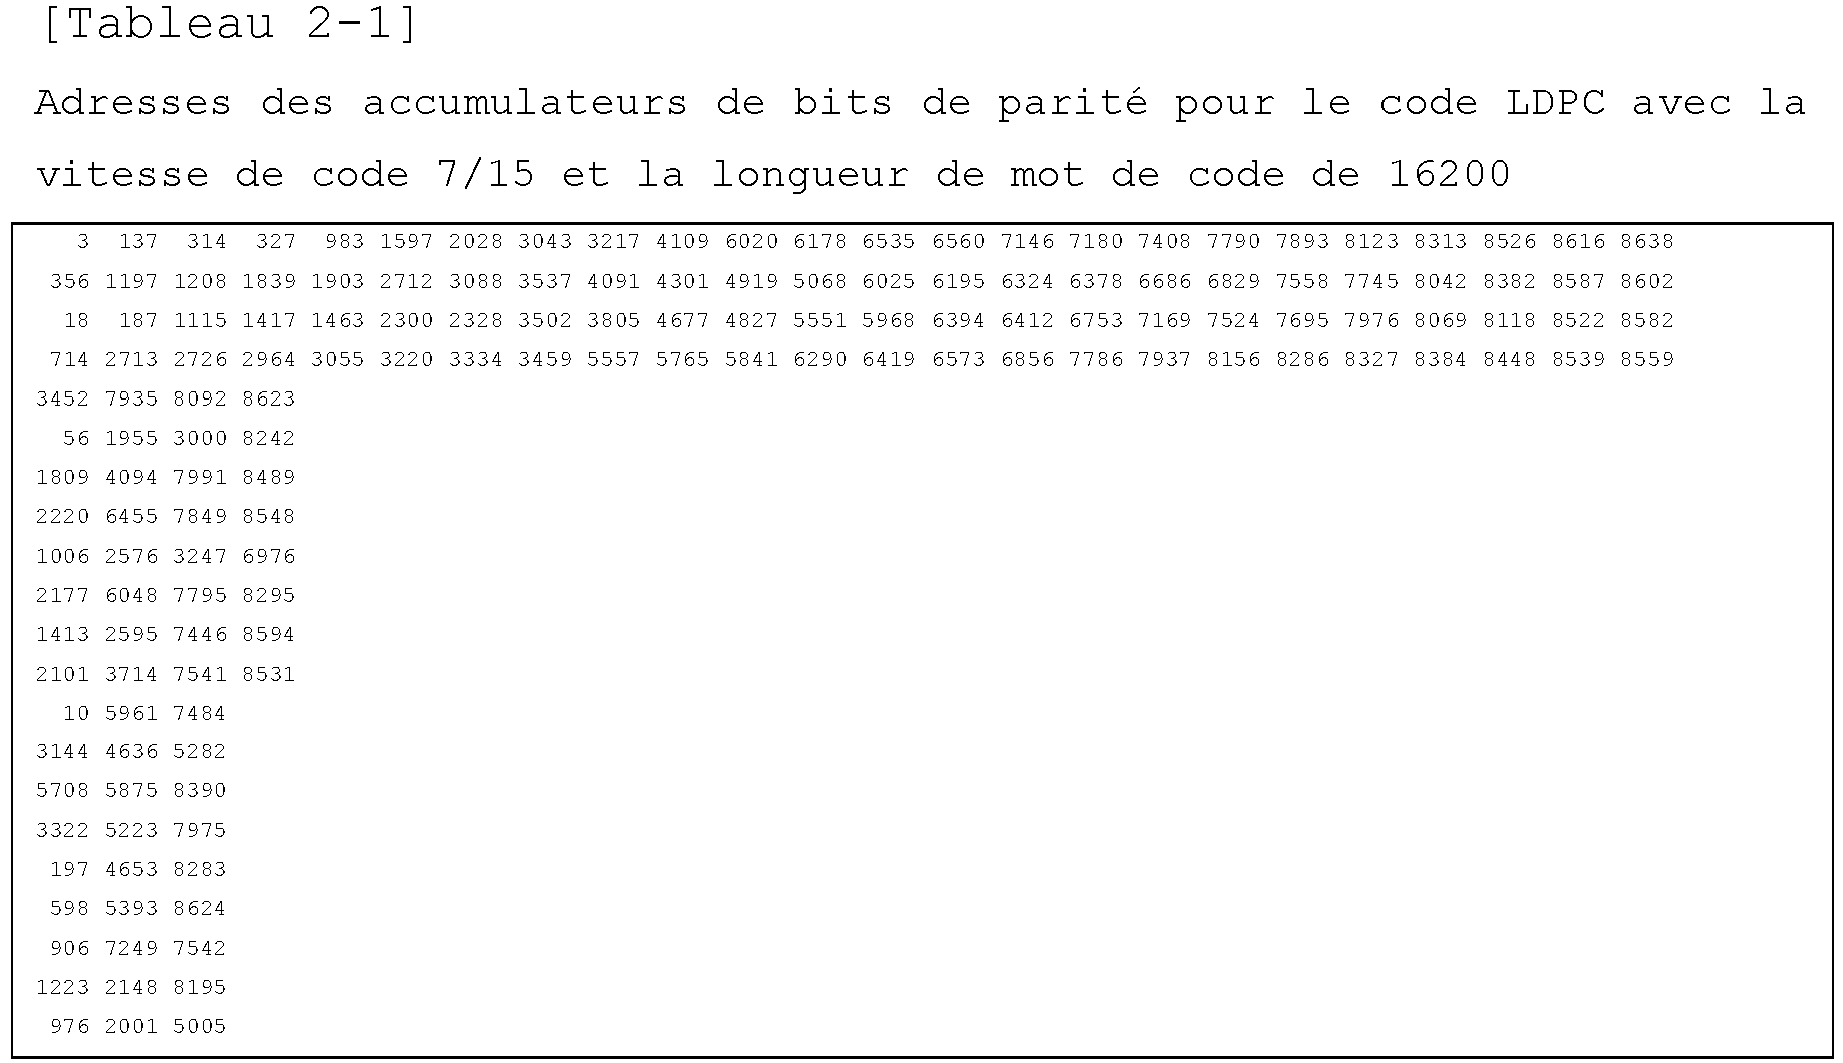 [Tableau 2-1]
Adresses des accumulateurs de bits de parité pour le code LDPC avec la
vitesse de code 7/15 et la longueur de mot de code de 16200
3 137 314 327 983 1597 2028 3043 3217 4109 6020 6178 6535 6560 7146 7180 7408 7790 7893 8123 8313 8526 8616 8638
356 1197 1208 1839 1903 2712 3088 3537 4091 4301 4919 5068 6025 6195 6324 6378 6686 6829 7558 7745 8042 8382 8587 8602
18 187 1115 1417 1463 2300 2328 3502 3805 4677 4827 5551 5968 6394 6412 6753 7169 7524 7695 7976 8069 8118 8522 8582
714 2713 2726 2964 3055 3220 3334 3459 5557 5765 5841 6290 6419 6573 6856 7786 7937 8156 8286 8327 8384 8448 8539 8559
3452 7935 8092 8623
56 1955 3000 8242
1809 4094 7991 8489
2220 6455 7849 8548
1006 2576 3247 6976
2177 6048 7795 8295
1413 2595 7446 8594
2101 3714 7541 8531
10 5961 7484
3144 4636 5282
5708 5875 8390
3322 5223 7975
197 4653 8283
598 5393 8624
906 7249 7542
1223 2148 8195
976 2001 5005